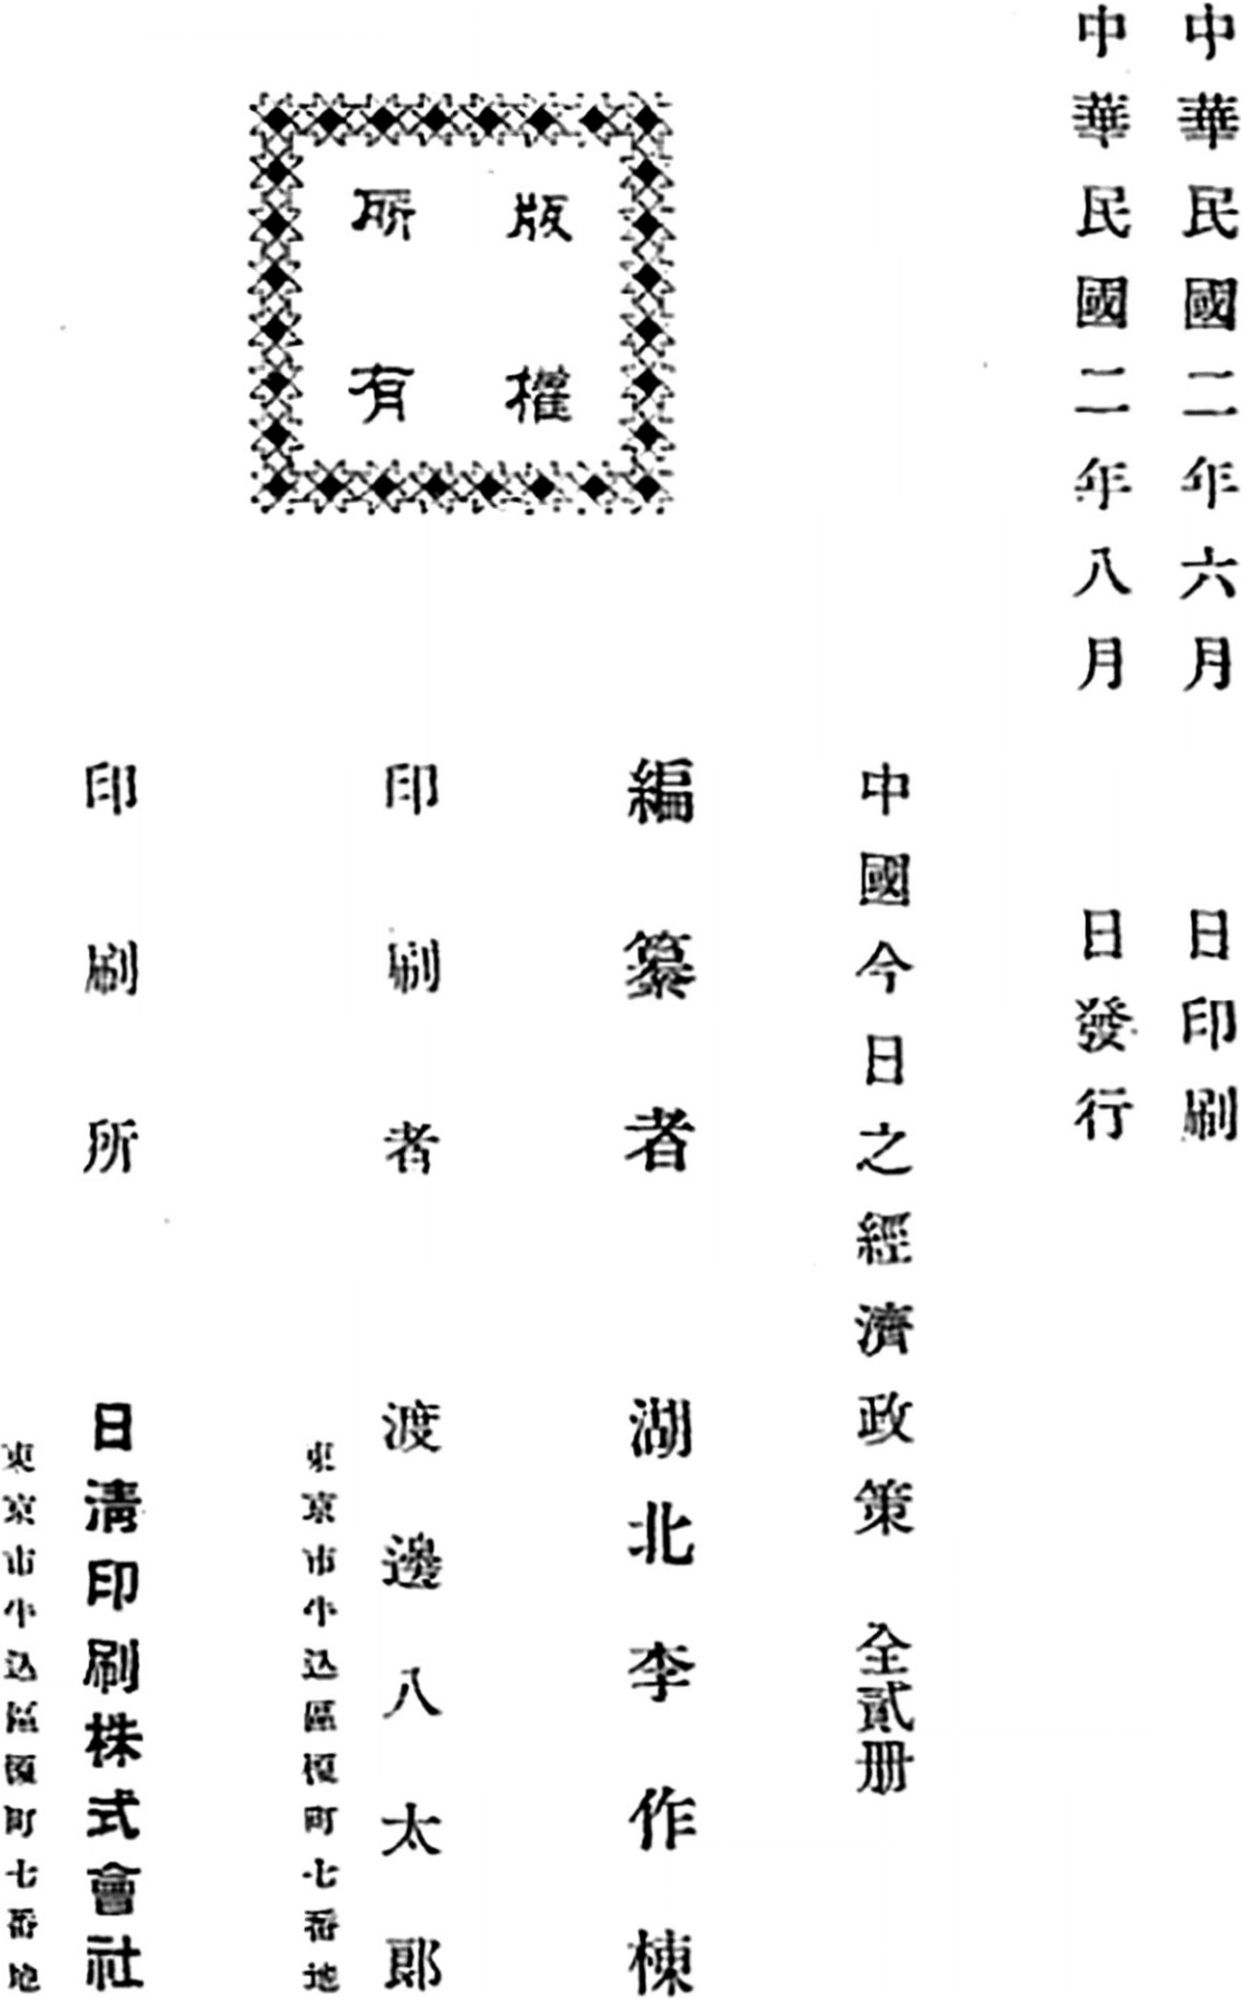 中華民國二年六月　　日印刷
中華民國二年八月　　日發行
中國今日之經濟政策　全貳册
編纂者　湖北李作棟
版權
所有
印刷者　渡邊八太郎
東京市牛込區榎町七番地
印刷所　日清印刷株式會社
東京市牛込區榎町七番地